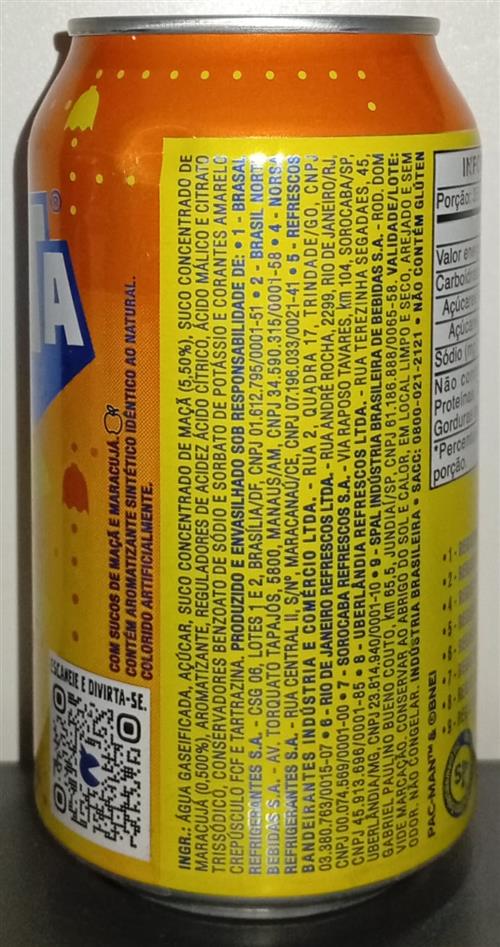 TA
®
COM SUCOS DE MAÇÃ E MARACUJÁ.
CONTÉM AROMATIZANTE SINTÉTICO IDÊNTICO AO NATURAL.
COLORIDO ARTIFICIALMENTE.
ESCANEIE E DIVIRTA-SE.
INGR.: ÁGUA GASEIFICADA, AÇÚCAR, SUCO CONCENTRADO DE MAÇÃ (5,50%), SUCO CONCENTRADO DE
MARACUJÁ (0,500%), AROMATIZANTE, REGULADORES DE ACIDEZ ÁCIDO CÍTRICO, ÁCIDO MÁLICO E CITRATO
TRISSÓDICO, CONSERVADORES BENZOATO DE SÓDIO E SORBATO DE POTÁSSIO E CORANTES AMARELO
CREPÚSCULO FCF E TARTRAZINA. PRODUZIDO E ENVASILHADO SOB RESPONSABILIDADE DE: • 1 - BRASAL
REFRIGERANTES S.A. - CSG 06, LOTES 1 E 2, BRASÍLIA/DF, CNPJ 01.612.795/0001-51 • 2 - BRASIL NORTE
BEBIDAS S.A. - AV. TORQUATO TAPAJÓS, 5800, MANAUS/AM, CNPJ 34.590.315/0001-58 • 4 - NORSA
REFRIGERANTES S.A. - RUA CENTRAL II, S/Nº, MARACANAÚ/CE, CNPJ 07.196.033/0021-41 • 5 - REFRESCOS
BANDEIRANTES INDÚSTRIA E COMÉRCIO LTDA. - RUA 2, QUADRA 17, TRINDADE/GO, CNPJ
03.380.763/0015-07 • 6 - RIO DE JANEIRO REFRESCOS LTDA. - RUA ANDRÉ ROCHA, 2299, RIO DE JANEIRO/RJ,
CNPJ 00.074.569/0001-00 • 7 - SOROCABA REFRESCOS S.A. - VIA RAPOSO TAVARES, Km 104, SOROCABA/SP,
CNPJ 45.913.696/0001-85 • 8 - UBERLÂNDIA REFRESCOS LTDA. - RUA TEREZINHA SEGADAES, 45,
UBERLÂNDIA/MG, CNPJ 23.814.940/0001-10 • 9 - SPAL INDÚSTRIA BRASILEIRA DE BEBIDAS S.A. - ROD. DOM
GABRIEL PAULINO BUENO COUTO, Km 65,5, JUNDIAÍ/SP, CNPJ 61.186.888/0065-58. VALIDADE/LOTE:
VIDE MARCAÇÃO. CONSERVAR AO ABRIGO DO SOL E CALOR, EM LOCAL LIMPO E SECO, AREJADO E SEM
ODOR. NÃO CONGELAR. INDÚSTRIA BRASILEIRA • SACC: 0800-021-2121 • NÃO CONTÉM GLÚTEN
PAC-MAN™ & ©BNEI
Porção:
Valor
Açúcares
Sódio
Não
Gorduras
porção.